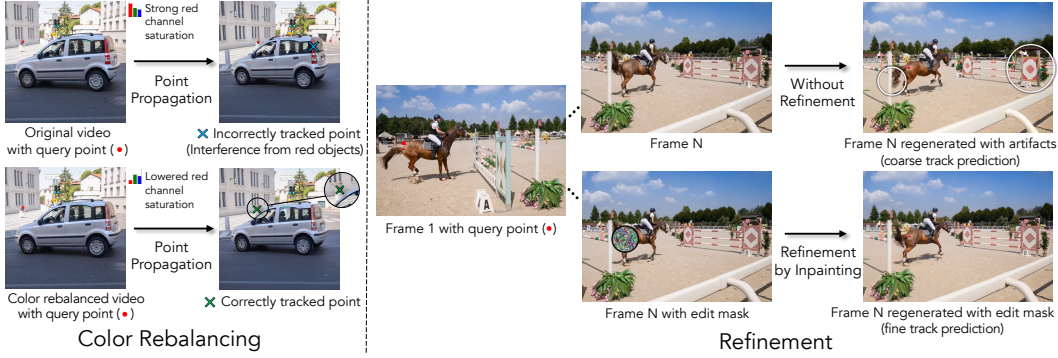 Strong red
channel
saturation
Point
Propagation
Original video
with query point (•)
Incorrectly tracked point
(Interference from red objects)
Lowered red
channel
saturation
Point
Propagation
Color rebalanced video
with query point (•)
Correctly tracked point
Color Rebalancing
Frame 1 with query point (•)
A
Frame N
Without
Refinement
Frame N regenerated with artifacts
(coarse track prediction)
Frame N with edit mask
Refinement
by Inpainting
Frame N regenerated with edit mask
(fine track prediction)
Refinement